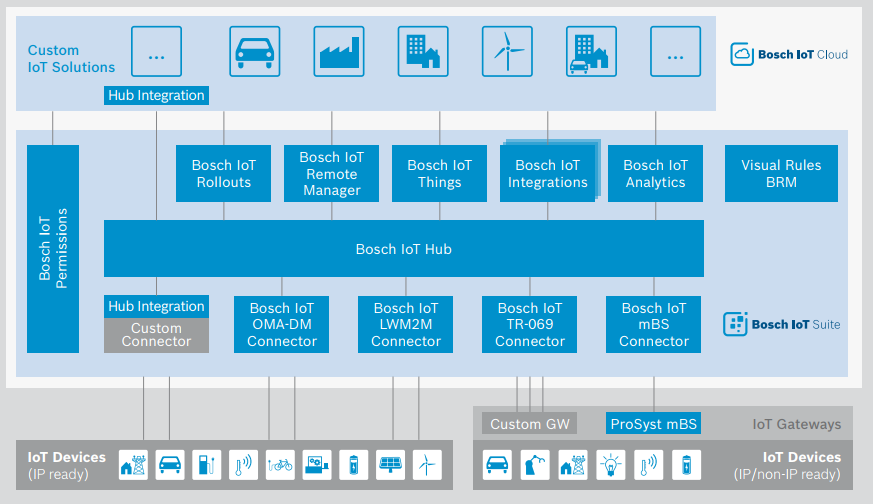 Custom
IoT Solutions
...
...
Bosch IoT Cloud
Hub Integration
Bosch IoT
Permissions
Bosch IoT
Rollouts
Bosch IoT
Remote
Manager
Bosch IoT
Things
Bosch IoT
Integrations
Bosch IoT
Analytics
Visual Rules
BRM
Bosch IoT Hub
Hub Integration
Custom
Connector
Bosch IoT
OMA-DM
Connector
Bosch IoT
LWM2M
Connector
Bosch IoT
TR-069
Connector
Bosch IoT
mBS
Connector
Bosch IoT Suite
Custom GW
ProSyst mBS
IoT Gateways
IoT Devices
(IP ready)
IoT Devices
(IP/non-IP ready)